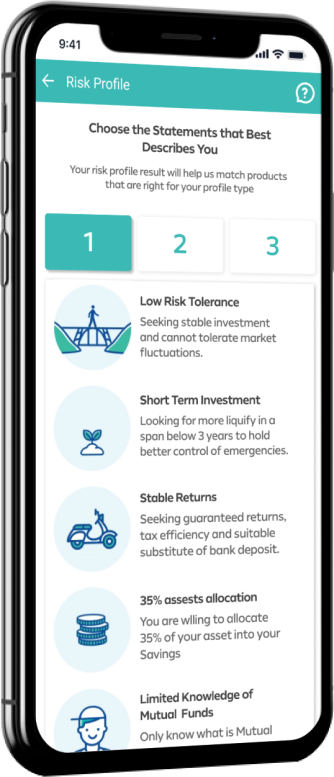 9:41
Risk Profile
Choose the Statements that Best
Describes You
Your risk profile result will help us match products
that are right for your profile type
1 2 3
Low Risk Tolerance
Seeking stable investment
and cannot tolerate market
fluctuations.
Short Term Investment
Looking for more liquify in a
span below 3 years to hold
better control of emergencies.
Stable Returns
Seeking guaranteed returns,
tax efficiency and suitable
substitute of bank deposit.
35% assests allocation
You are wlling to allocate
35% of your asset into your
Savings
Limited Knowledge of
Mutual Funds
Only know what is Mutual